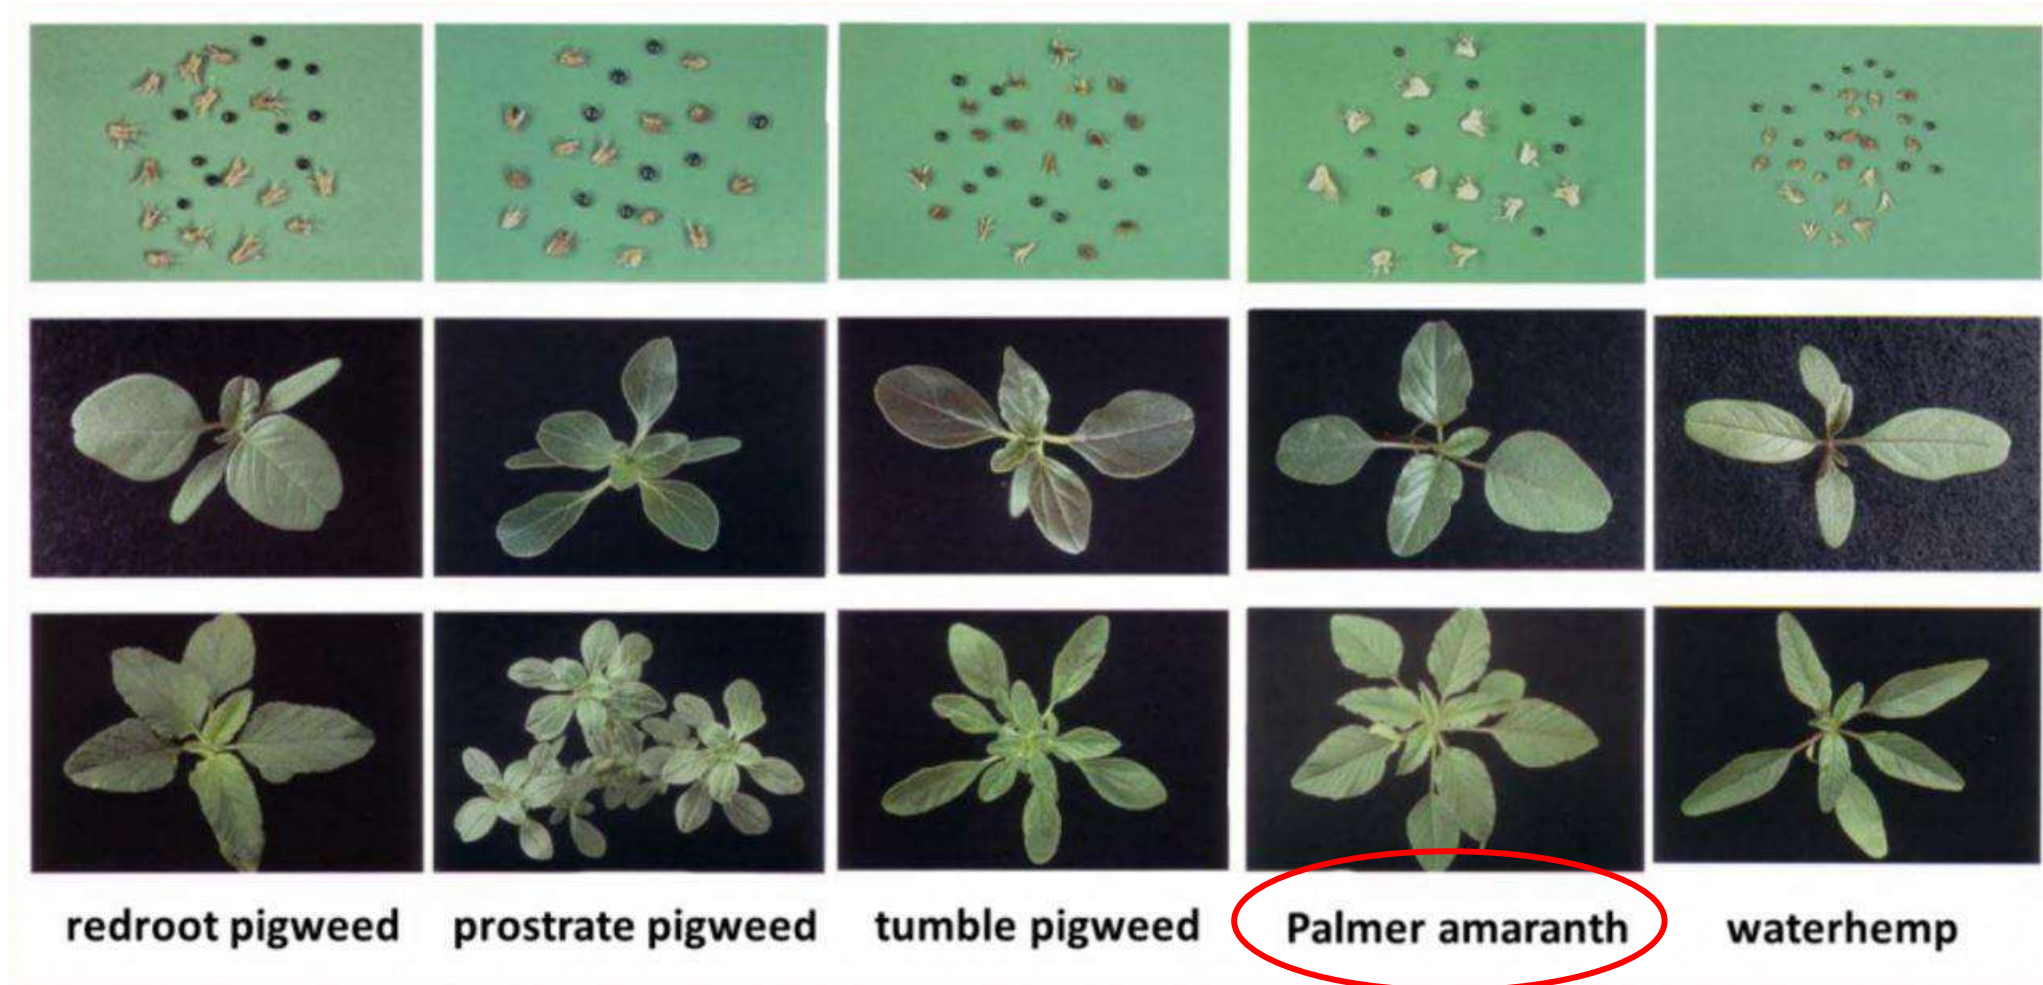 redroot pigweed
prostrate pigweed
tumble pigweed
Palmer amaranth
waterhemp